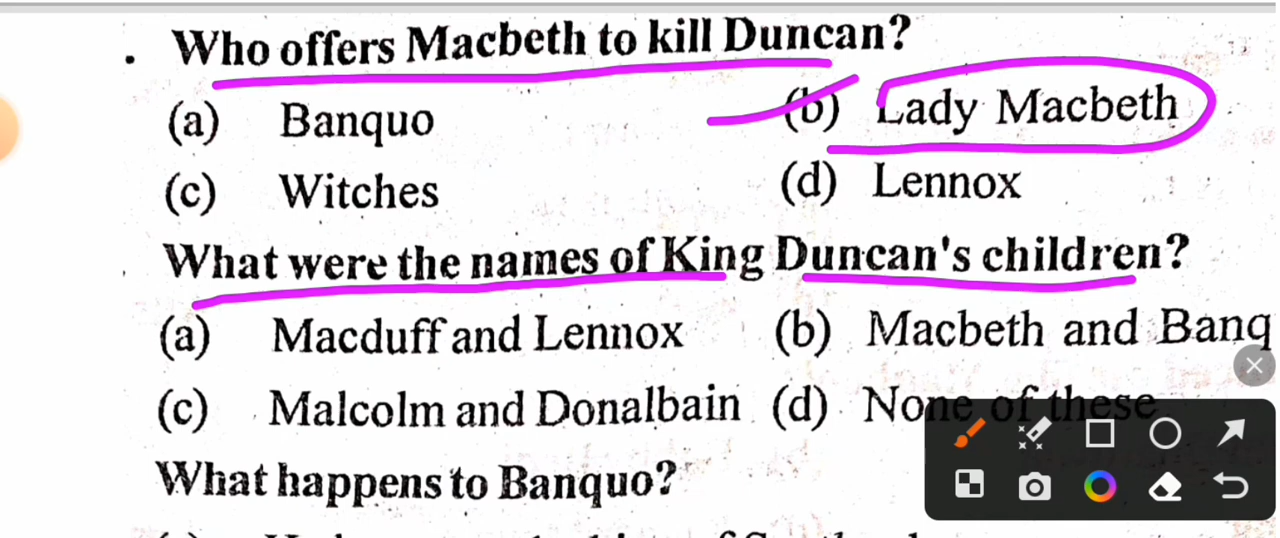 Who offers Macbeth to kill Duncan?
(a) Banquo (b) Lady Macbeth
(c) Witches (d) Lennox
What were the names of King Duncan's children?
(a) Macduff and Lennox (b) Macbeth and Banq
(c) Malcolm and Donalbain (d) None of these
What happens to Banquo?